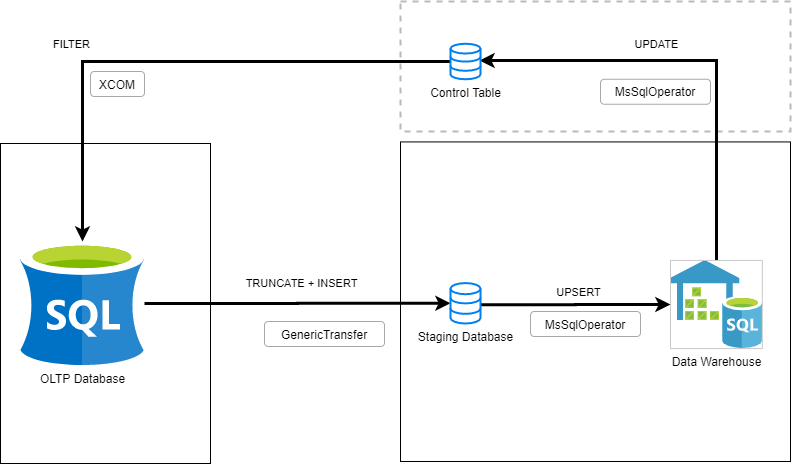 FILTER
UPDATE
XCOM
Control Table
MsSqlOperator
SQL
TRUNCATE + INSERT
UPSERT
GenericTransfer
Staging Database
MsSqlOperator
SQL
OLTP Database
Data Warehouse